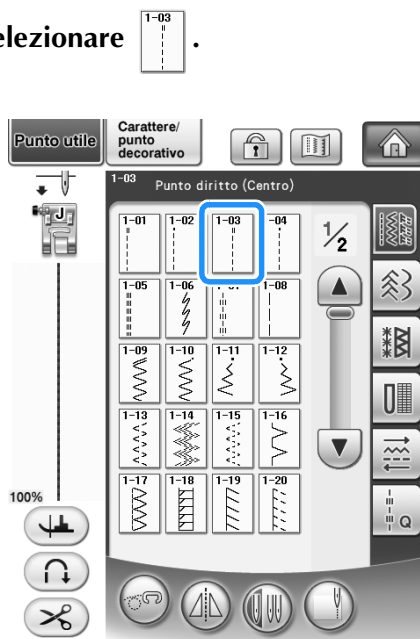 elezionare 1-03 .
Punto utile
Carattere/
punto
decorativo
1-03
Punto diritto (Centro)
J
1-01 1-02 1-03 -04
1/2
1-05 1-06 1-08
1-09 1-10 1-11 1-12
1-13 1-14 1-15 1-16
1-17 1-18 1-19 1-20
100%
Q